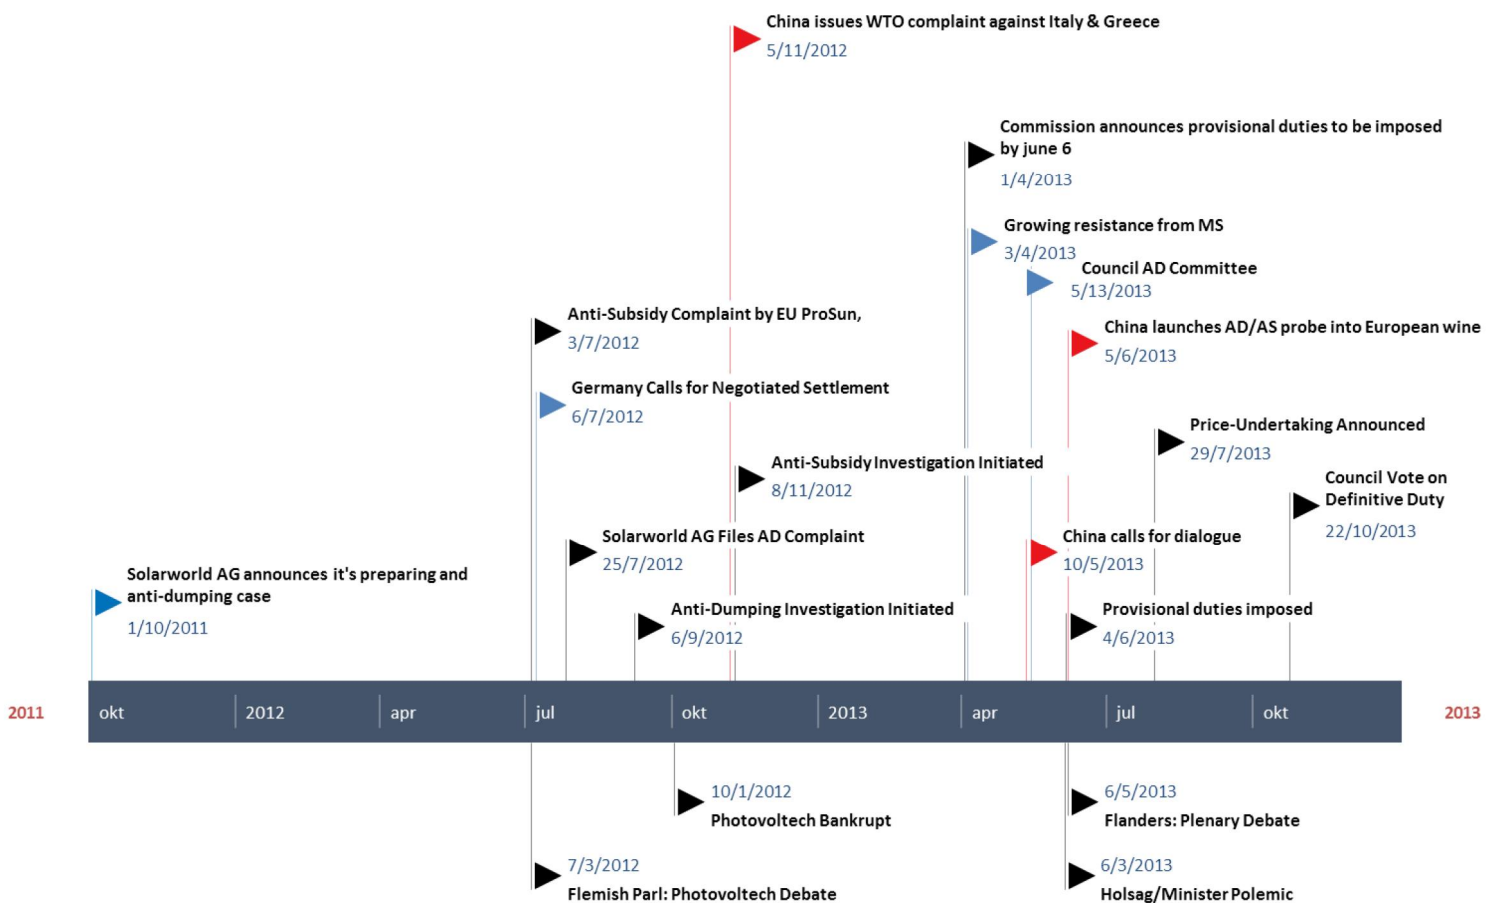 China issues WTO complaint against Italy & Greece
5/11/2012
Commission announces provisional duties to be imposed
by june 6
1/4/2013
Growing resistance from MS
3/4/2013
Council AD Committee
5/13/2013
Anti-Subsidy Complaint by EU ProSun,
3/7/2012
China launches AD/AS probe into European wine
5/6/2013
Germany Calls for Negotiated Settlement
6/7/2012
Price-Undertaking Announced
29/7/2013
Anti-Subsidy Investigation Initiated
8/11/2012
Council Vote on
Definitive Duty
22/10/2013
Solarworld AG Files AD Complaint
25/7/2012
China calls for dialogue
10/5/2013
Solarworld AG announces it's preparing and
anti-dumping case
1/10/2011
Anti-Dumping Investigation Initiated
6/9/2012
Provisional duties imposed
4/6/2013
2011 okt 2012 apr jul okt 2013 apr jul okt 2013
10/1/2012
Photovoltech Bankrupt
6/5/2013
Flanders: Plenary Debate
7/3/2012
Flemish Parl: Photovoltech Debate
6/3/2013
Holsag/Minister Polemic